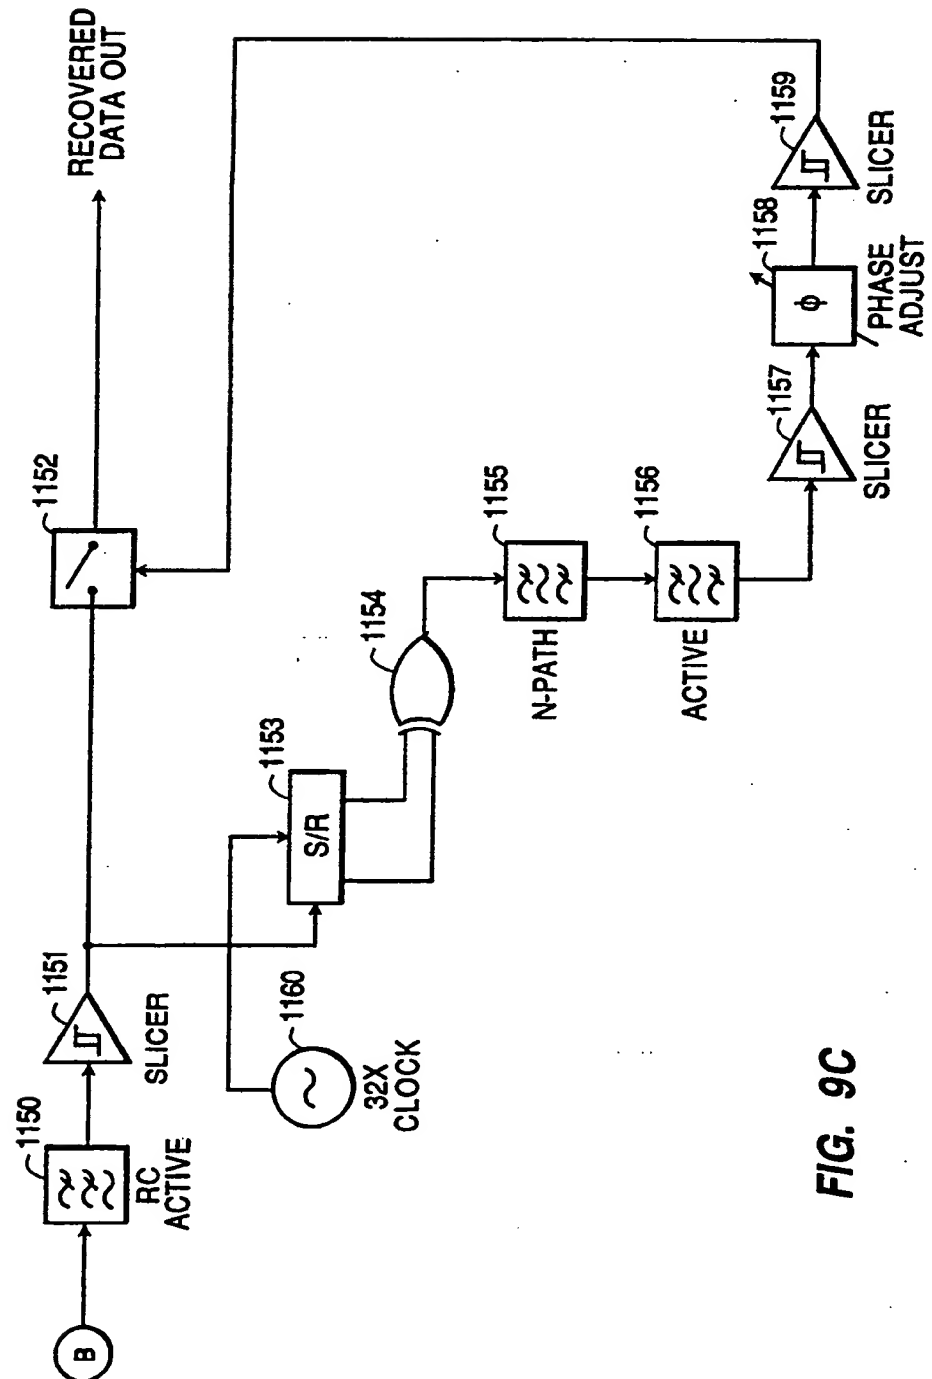 B
1150
RC
ACTIVE
1151
SLICER
1152
RECOVERED
DATA OUT
1160
32X
CLOCK
1153
S/R
1154
1155
N-PATH
1156
ACTIVE
1157
SLICER
1158
ϕ
PHASE
ADJUST
1159
SLICER
FIG. 9C